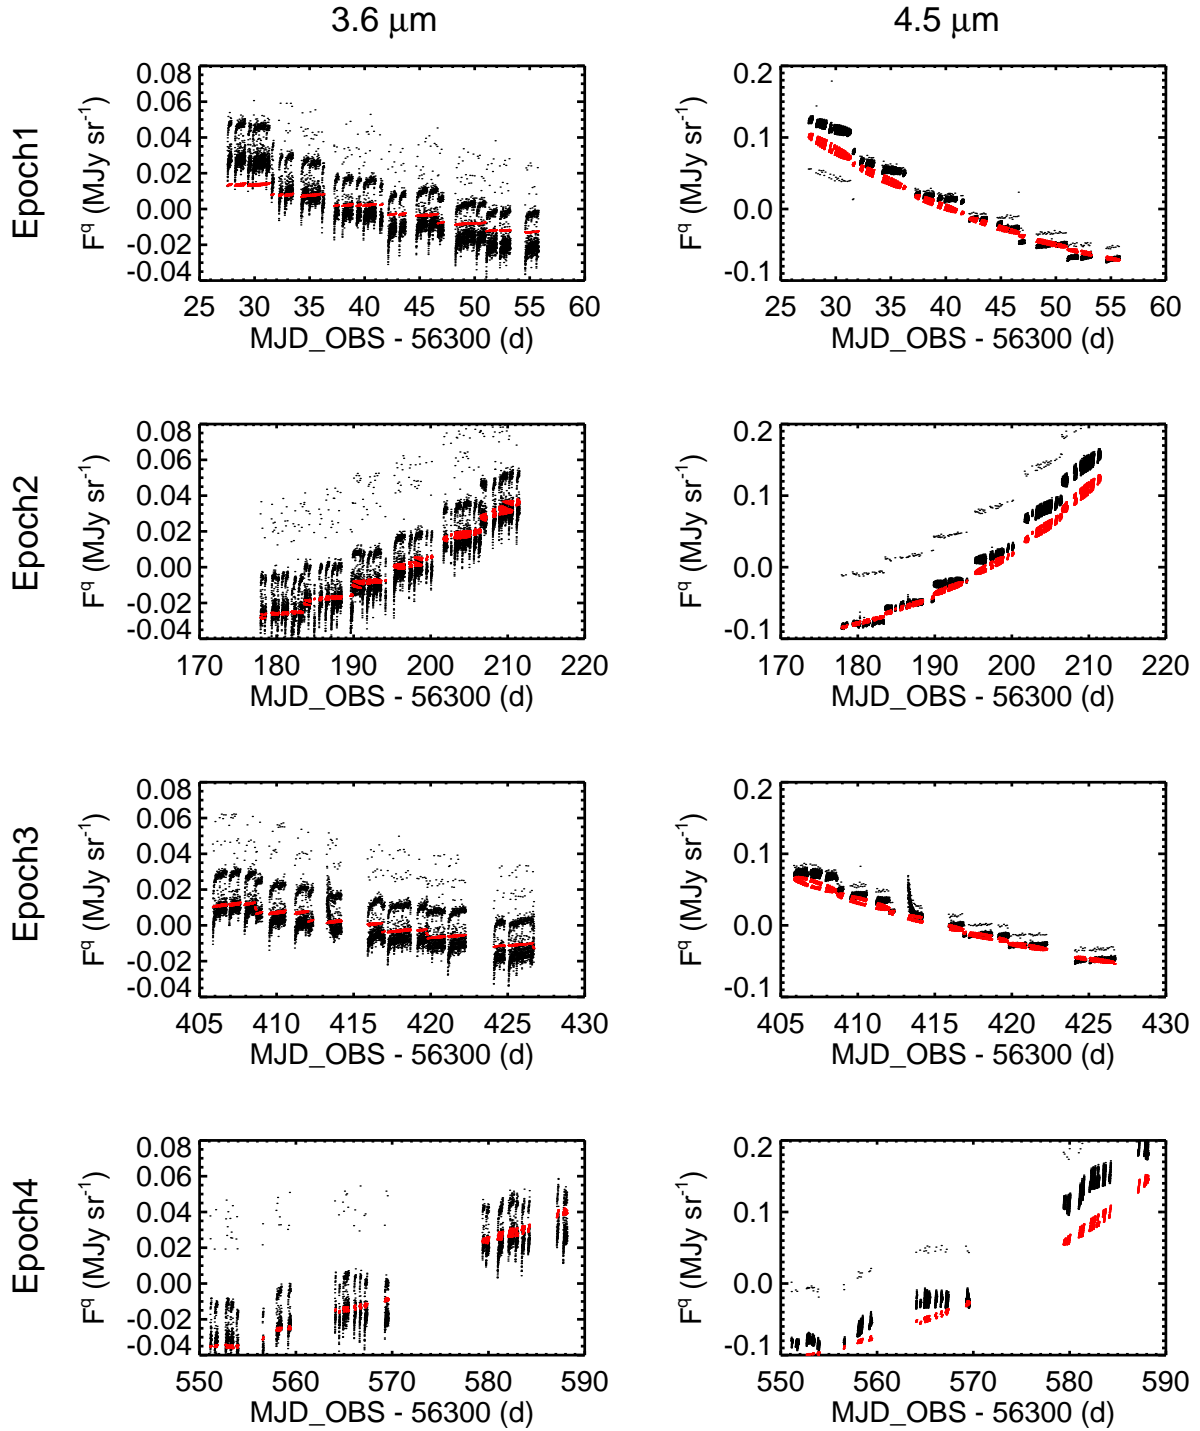 3.6 μm
4.5 μm
Epoch1
F^q (MJy sr^-1)
0.08
0.06
0.04
0.02
0.00
-0.02
-0.04
25 30 35 40 45 50 55 60
MJD_OBS - 56300 (d)
F^q (MJy sr^-1)
0.2
0.1
0.0
-0.1
25 30 35 40 45 50 55 60
MJD_OBS - 56300 (d)
Epoch2
F^q (MJy sr^-1)
0.08
0.06
0.04
0.02
0.00
-0.02
-0.04
170 180 190 200 210 220
MJD_OBS - 56300 (d)
F^q (MJy sr^-1)
0.2
0.1
0.0
-0.1
170 180 190 200 210 220
MJD_OBS - 56300 (d)
Epoch3
F^q (MJy sr^-1)
0.08
0.06
0.04
0.02
0.00
-0.02
-0.04
405 410 415 420 425 430
MJD_OBS - 56300 (d)
F^q (MJy sr^-1)
0.2
0.1
0.0
-0.1
405 410 415 420 425 430
MJD_OBS - 56300 (d)
Epoch4
F^q (MJy sr^-1)
0.08
0.06
0.04
0.02
0.00
-0.02
-0.04
550 560 570 580 590
MJD_OBS - 56300 (d)
F^q (MJy sr^-1)
0.2
0.1
0.0
-0.1
550 560 570 580 590
MJD_OBS - 56300 (d)